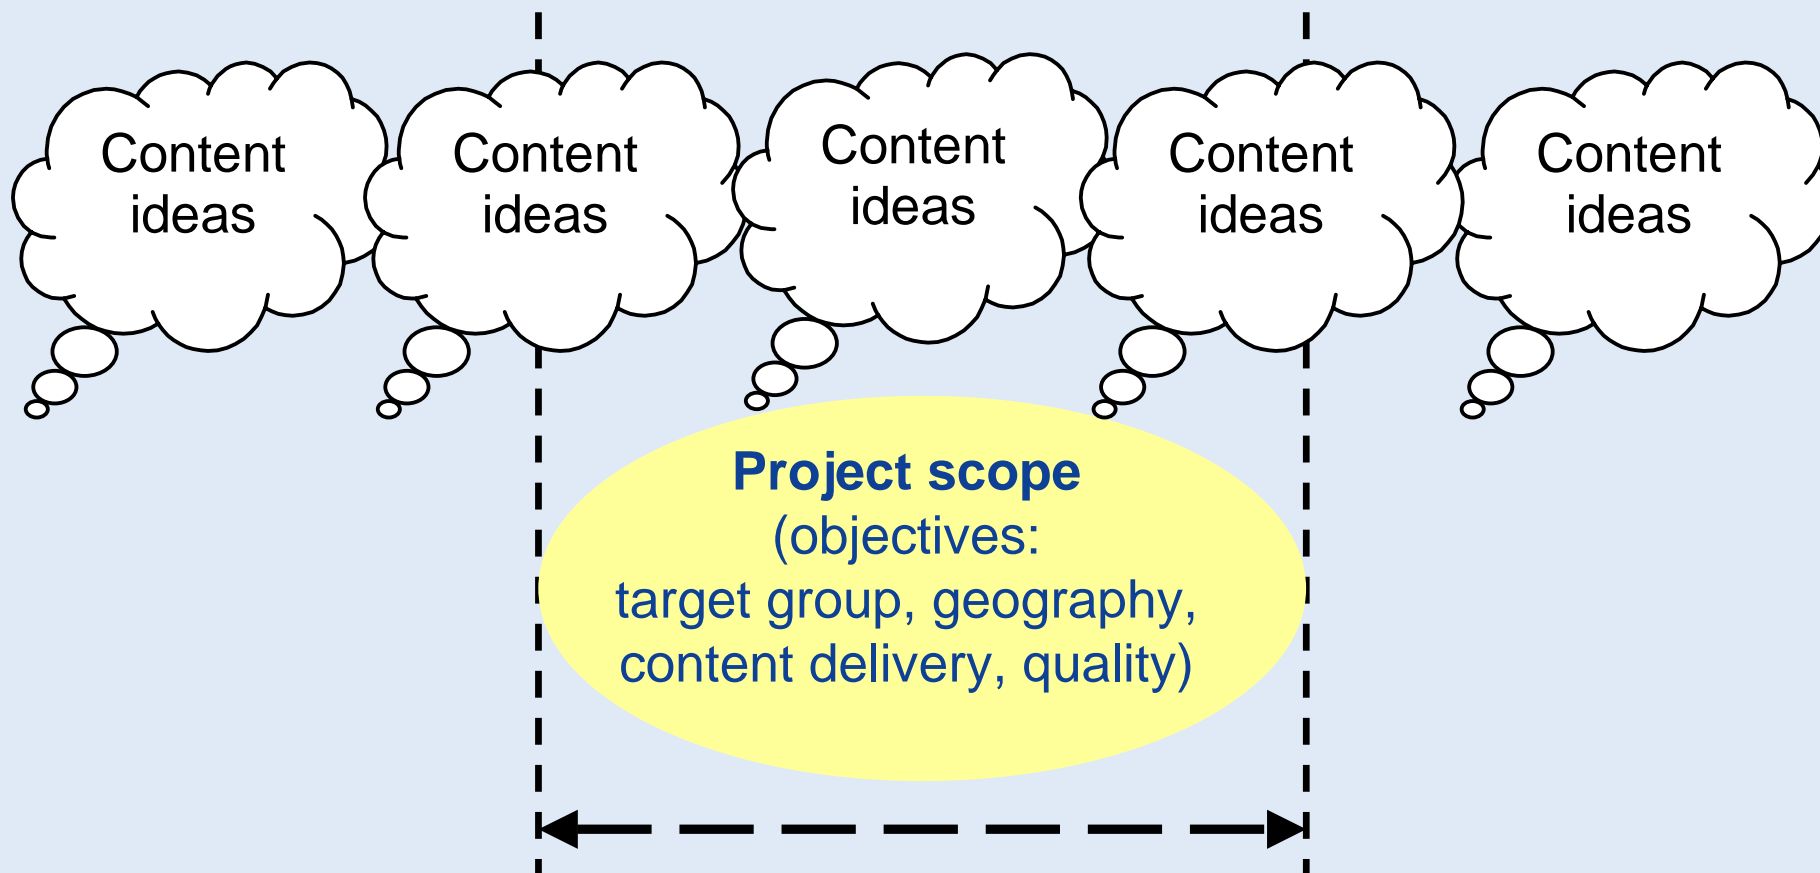 Content
ideas
Content
ideas
Content
ideas
Content
ideas
Content
ideas
Project scope
(objectives:
target group, geography,
content delivery, quality)